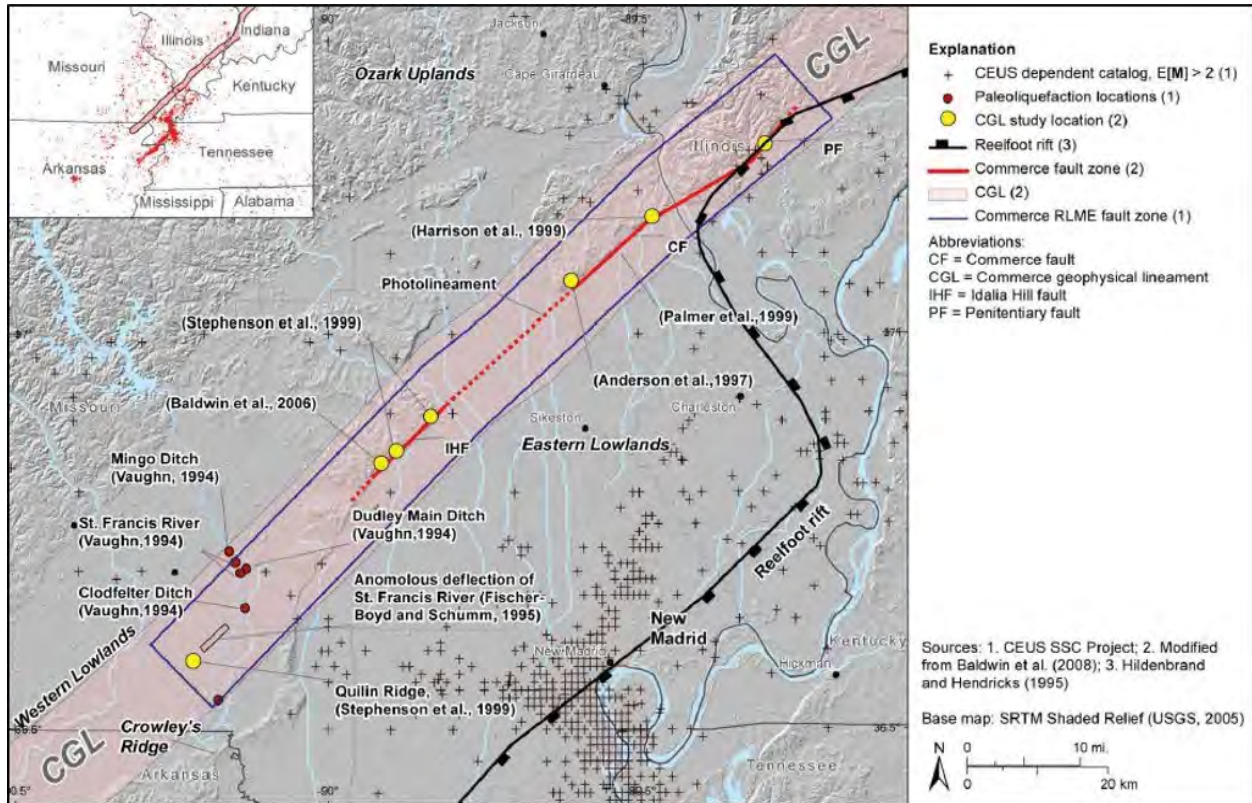 Illinois
Indiana
Missouri
Kentucky
Arkansas
Tennessee
Mississippi
Alabama
-90°
-89.5°
Jackson
Cape Girardeau
Ozark Uplands
CGL
Illinois
PF
(Harrison et al., 1999)
CF
Photolineament
(Stephenson et al., 1999)
(Palmer et al., 1999)
(Anderson et al., 1997)
(Baldwin et al., 2006)
Missouri
Charleston
Sikeston
Eastern Lowlands
IHF
Mingo Ditch
(Vaughn, 1994)
St. Francis River
(Vaughn, 1994)
Dudley Main Ditch
(Vaughn, 1994)
Clodfelter Ditch
(Vaughn, 1994)
Anomolous deflection of
St. Francis River (Fischer-
Boyd and Schumm, 1995)
Reelfoot rift
New
Madrid
New Madrid
Kentucky
Hickman
Western Lowlands
Quilin Ridge,
(Stephenson et al., 1999)
Crowley's
Ridge
CGL
Arkansas
-90°
Tennessee
Explanation
CEUS dependent catalog, E[M] > 2 (1)
Paleoliquefaction locations (1)
CGL study location (2)
Reelfoot rift (3)
Commerce fault zone (2)
CGL (2)
Commerce RLME fault zone (1)
Abbreviations:
CF = Commerce fault
CGL = Commerce geophysical lineament
IHF = Idalia Hill fault
PF = Penitentiary fault
Sources: 1. CEUS SSC Project; 2. Modified
from Baldwin et al. (2008); 3. Hildenbrand
and Hendricks (1995)
Base map: SRTM Shaded Relief (USGS, 2005)
N
0 10 mi.
0 20 km